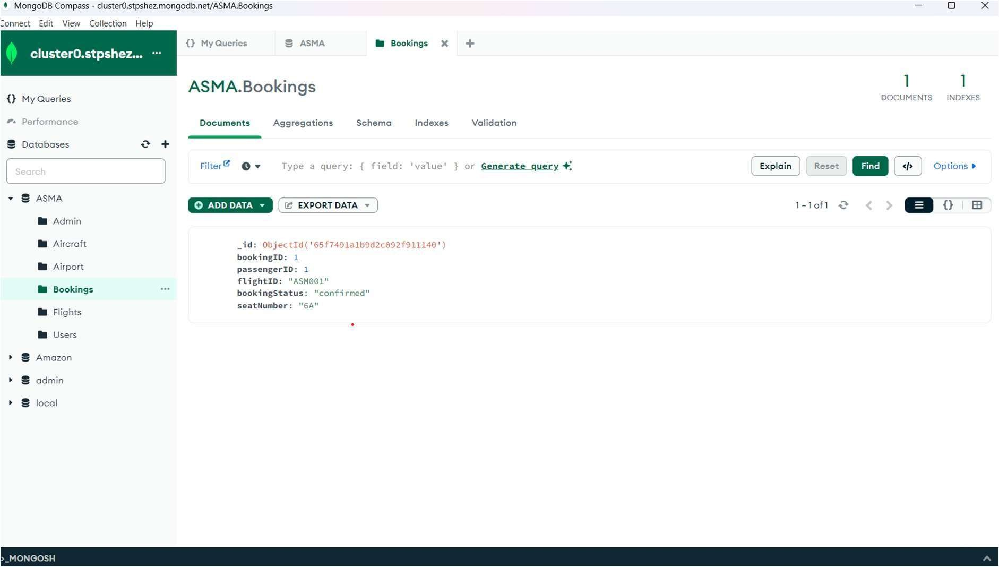 MongoDB Compass - cluster0.stpshez.mongodb.net/ASMA.Bookings
Connect Edit View Collection Help
cluster0.stpshez... ...
{} My Queries
ASMA
Bookings
ASMA.Bookings
1
DOCUMENTS
1
INDEXES
My Queries
Performance
Databases
Search
ASMA
Admin
Aircraft
Airport
Bookings ...
Flights
Users
Amazon
admin
local
Documents Aggregations Schema Indexes Validation
Filter Type a query: { field: 'value' } or Generate query Explain Reset Find </> Options
ADD DATA EXPORT DATA 1 – 1 of 1 {}
_id: ObjectId('65f7491a1b9d2c092f911140')
bookingID: 1
passengerID: 1
flightID: "ASM001"
bookingStatus: "confirmed"
seatNumber: "6A"
>_MONGOSH